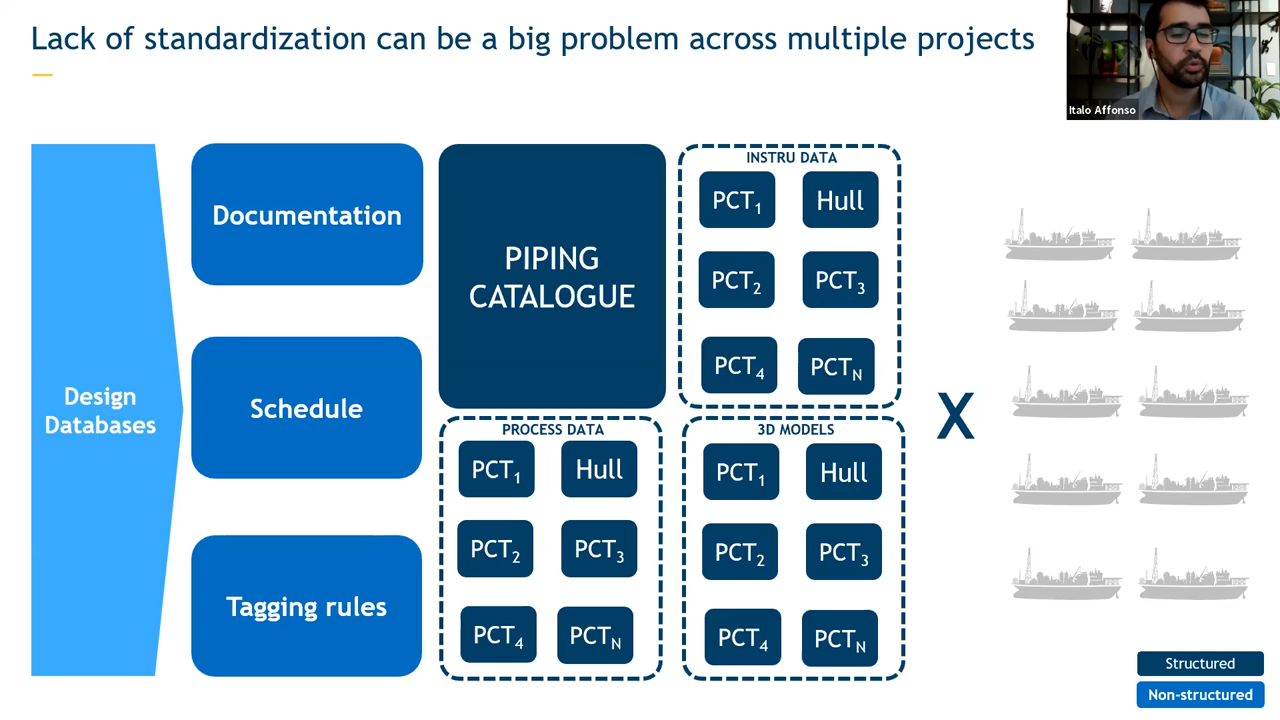 Lack of standardization can be a big problem across multiple projects
Italo Affonso
Design
Databases
Documentation
Schedule
Tagging rules
PIPING
CATALOGUE
INSTRU DATA
PCT1 Hull
PCT2 PCT3
PCT4 PCTN
PROCESS DATA
PCT1 Hull
PCT2 PCT3
PCT4 PCTN
3D MODELS
PCT1 Hull
PCT2 PCT3
PCT4 PCTN
X
Structured
Non-structured